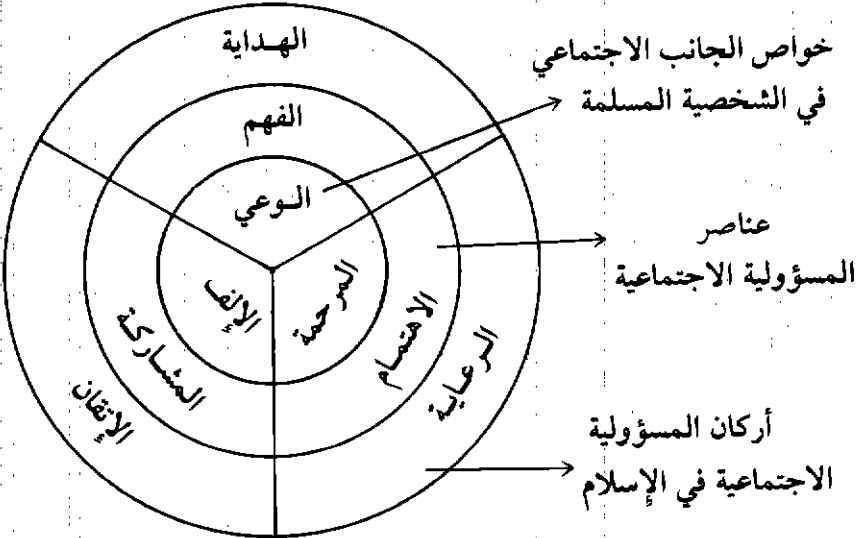 الهداية
الفهم
الوعي
المرحمة
الإلف
الاهتمام
المشاركة
الرعاية
الإتقان
خواص الجانب الاجتماعي
في الشخصية المسلمة
عناصر
المسؤولية الاجتماعية
أركان المسؤولية
الاجتماعية في الإسلام